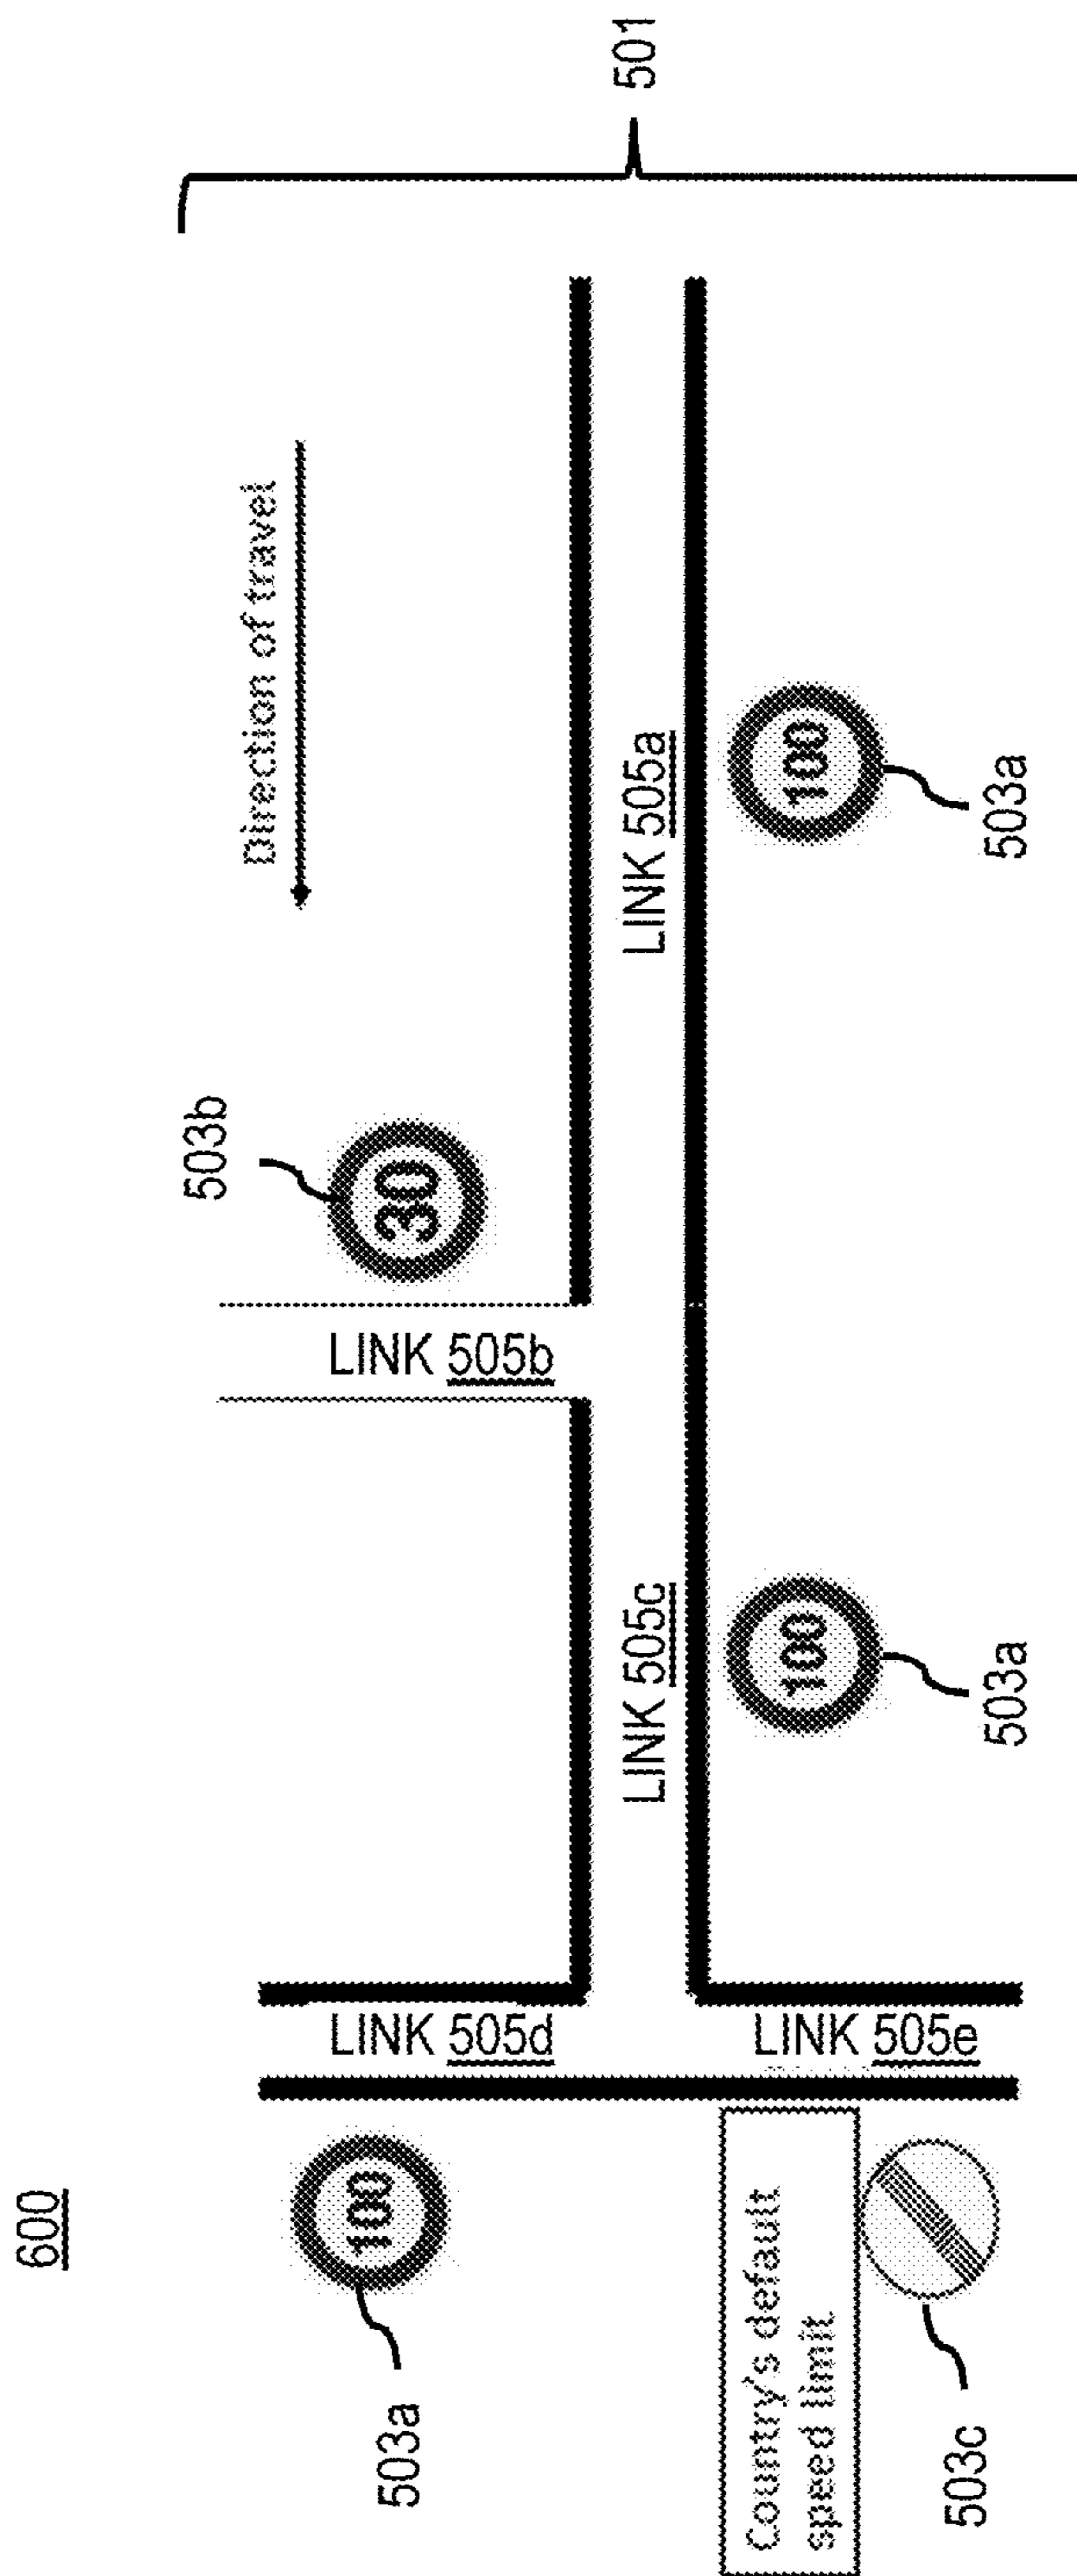 600
503b
Direction of travel
100
503a
30
LINK 505d
LINK 505b
501
LINK 505c
LINK 505a
Country's default
speed limit
100
100
LINK 505e
503c
503a
503a